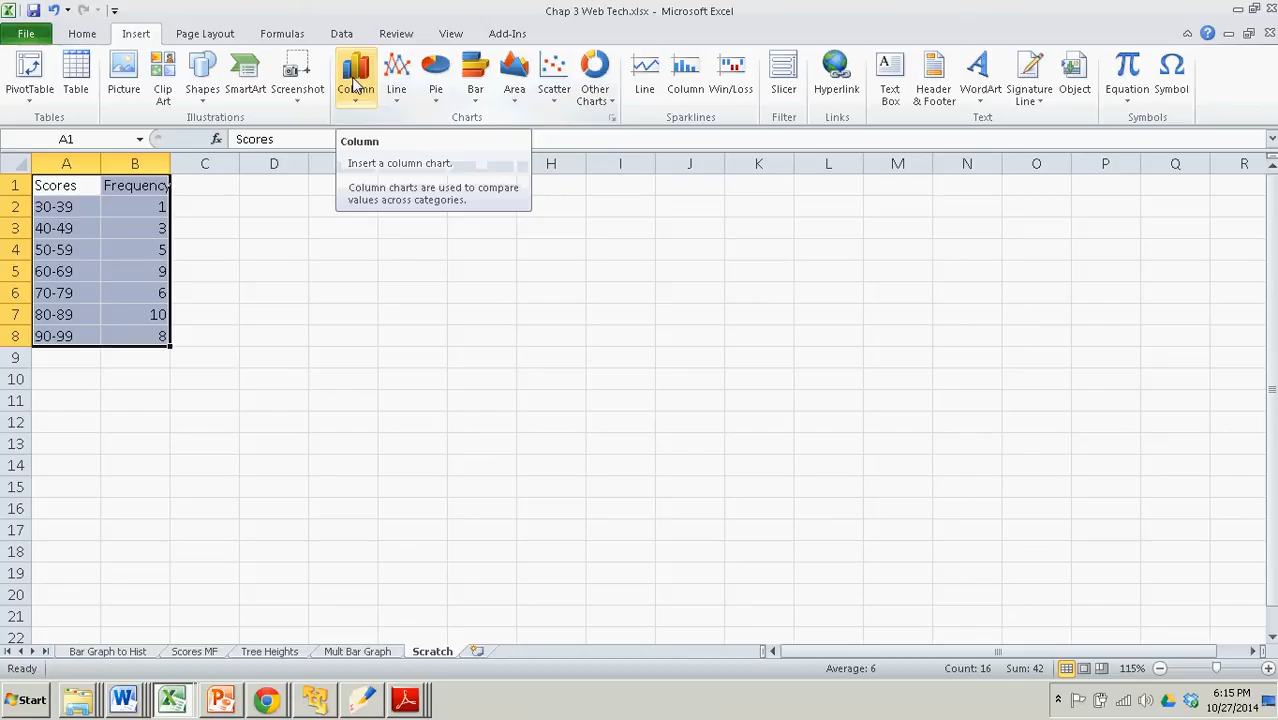 Chap 3 Web Tech.xlsx - Microsoft Excel
File Home Insert Page Layout Formulas Data Review View Add-Ins
PivotTable Table Picture Clip Art Shapes SmartArt Screenshot Column Line Pie Bar Area Scatter Other Charts Line Column Win/Loss Slicer Hyperlink Text Box Header & Footer WordArt Signature Line Object Equation Symbol
Tables Illustrations Charts Sparklines Filter Links Text Symbols
A1 fx Scores
Column
Insert a column chart.
Column charts are used to compare
values across categories.
A B C D E H I J K L M N O P Q R
1 Scores Frequency
2 30-39 1
3 40-49 3
4 50-59 5
5 60-69 9
6 70-79 6
7 80-89 10
8 90-99 8
9
10
11
12
13
14
15
16
17
18
19
20
21
22
Bar Graph to Hist Scores MF Tree Heights Mult Bar Graph Scratch
Ready Average: 6 Count: 16 Sum: 42 115%
Start 6:15 PM
10/27/2014